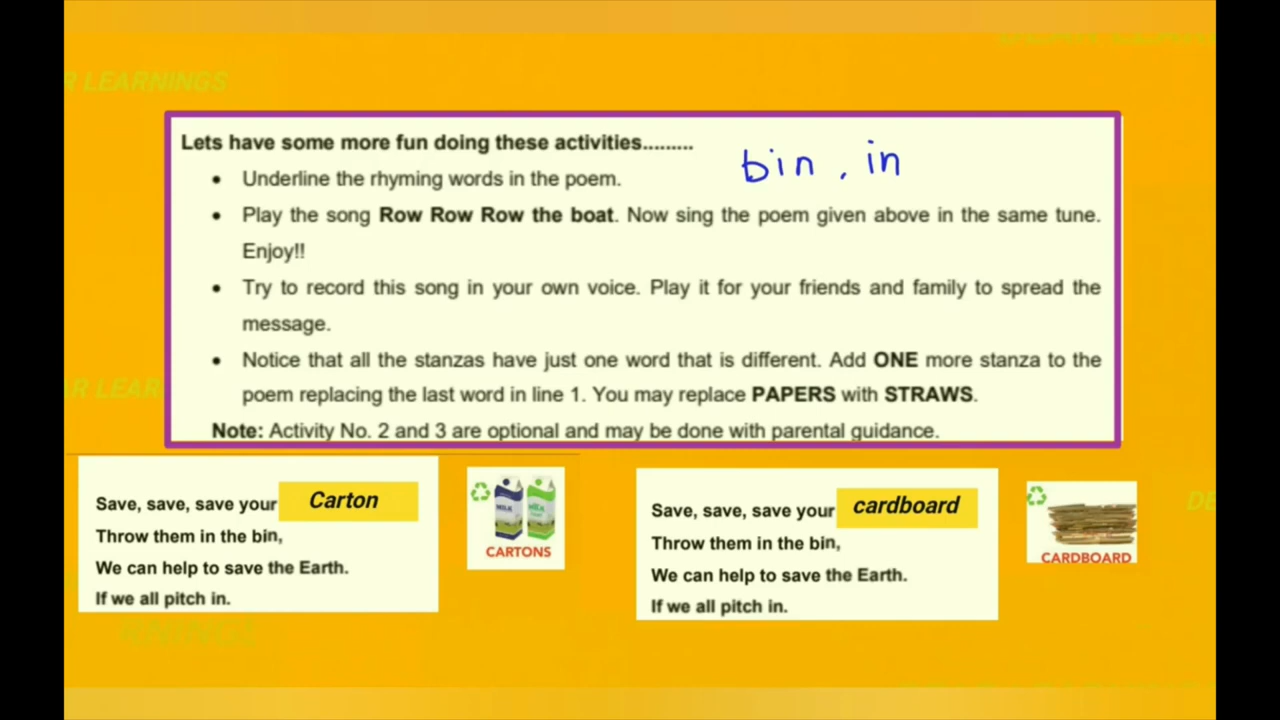 R LEARNINGS
Lets have some more fun doing these activities.........
bin , in
• Underline the rhyming words in the poem.
• Play the song Row Row Row the boat. Now sing the poem given above in the same tune.
Enjoy!!
• Try to record this song in your own voice. Play it for your friends and family to spread the
message.
• Notice that all the stanzas have just one word that is different. Add ONE more stanza to the
poem replacing the last word in line 1. You may replace PAPERS with STRAWS.
Note: Activity No. 2 and 3 are optional and may be done with parental guidance.
AR LEAR
Save, save, save your Carton
Throw them in the bin,
We can help to save the Earth.
If we all pitch in.
MILK
MILK
CARTONS
Save, save, save your cardboard
Throw them in the bin,
We can help to save the Earth.
If we all pitch in.
CARDBOARD
DE